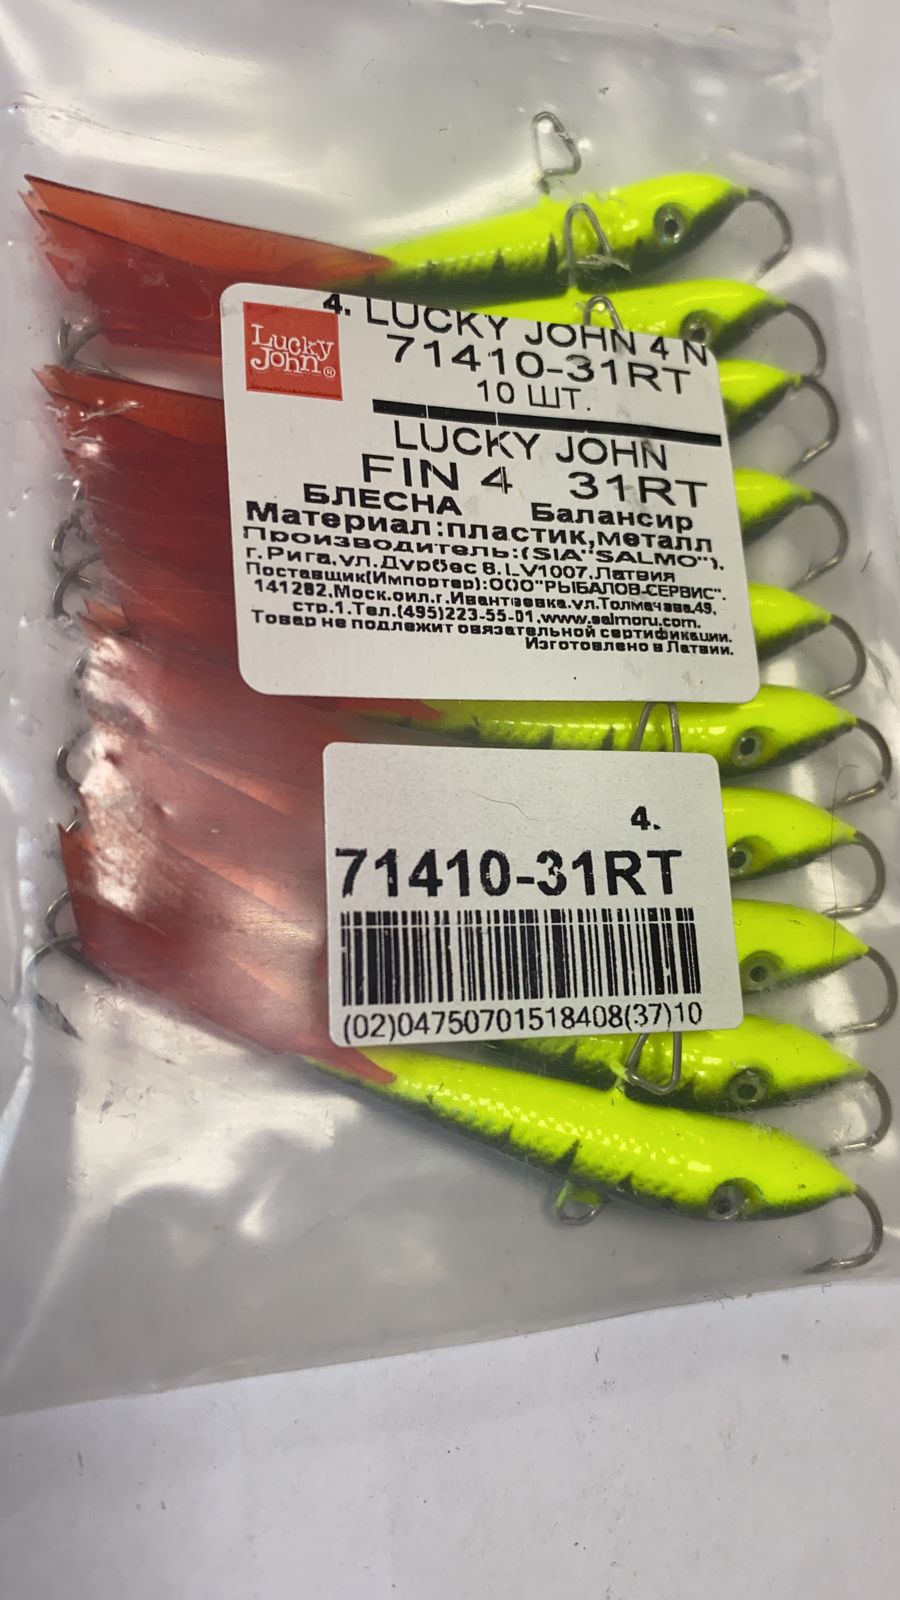 Lucky
John®
4. LUCKY JOHN 4 N
71410-31RT
10 ШТ.
LUCKY JOHN
FIN 4 31RT
БЛЕСНА Балансир
Материал:пластик,металл
Производитель:(SIA"SALMO").
г.Рига,ул.Дурбес 8,LV1007,Латвия
Поставщик(Импортер):ООО"РЫБАЛОВ-СЕРВИС".
141282,Моск.обл.г.Ивантеевка.ул.Толмачева,49,
стр.1.Тел.(495)223-55-01.www.salmoru.com.
Товар не подлежит обязательной сертификации.
Изготовлено в Латвии.
4.
71410-31RT
(02)04750701518408(37)10